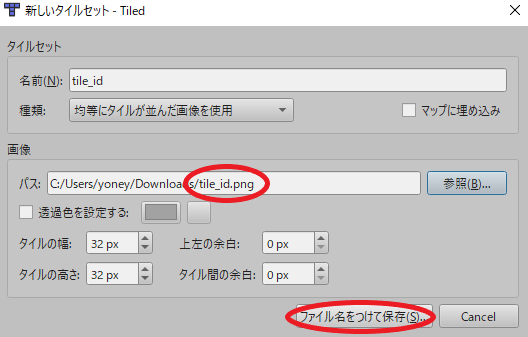 新しいタイルセット - Tiled
タイルセット
名前(N): tile_id
種類: 均等にタイルが並んだ画像を使用 マップに埋め込み
画像
パス: C:/Users/yoney/Downloads/tile_id.png 参照(B)...
透過色を設定する:
タイルの幅: 32 px 上左の余白: 0 px
タイルの高さ: 32 px タイル間の余白: 0 px
ファイル名をつけて保存(S)... Cancel